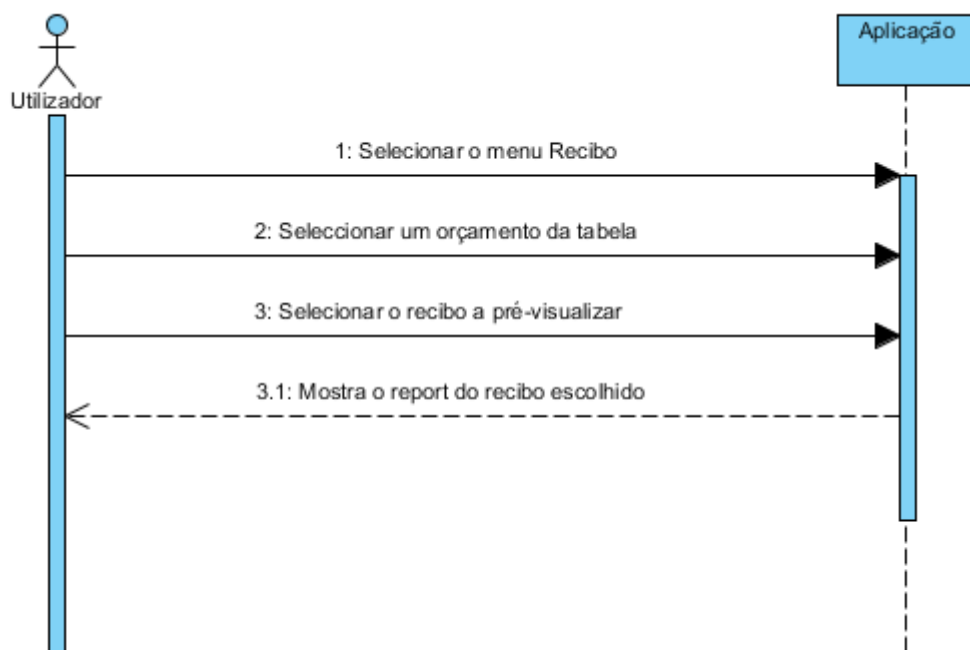 Utilizador
Aplicação
1: Selecionar o menu Recibo
2: Seleccionar um orçamento da tabela
3: Selecionar o recibo a pré-visualizar
3.1: Mostra o report do recibo escolhido